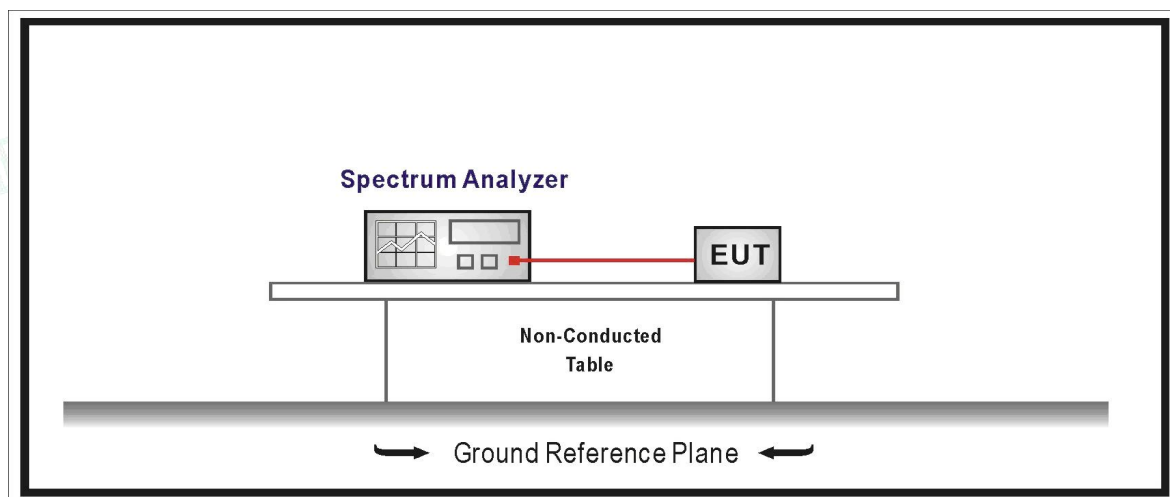 Spectrum Analyzer
EUT
Non-Conducted
Table
Ground Reference Plane